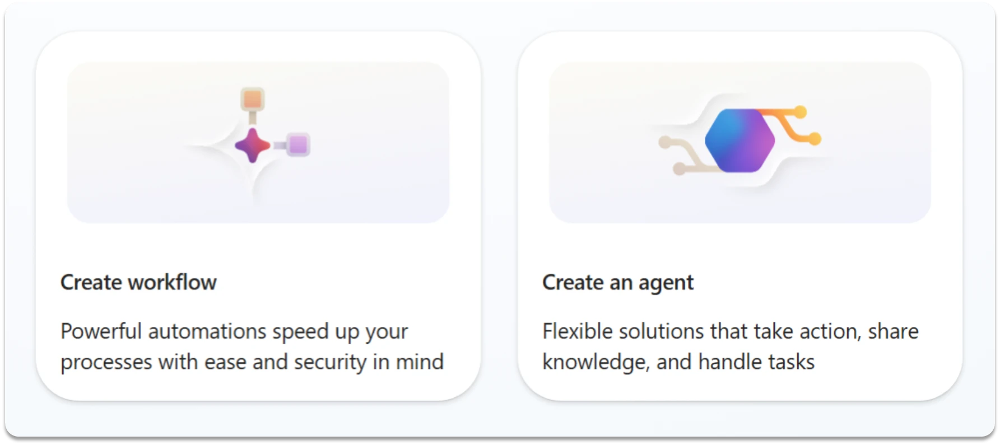 Create workflow
Powerful automations speed up your
processes with ease and security in mind
Create an agent
Flexible solutions that take action, share
knowledge, and handle tasks